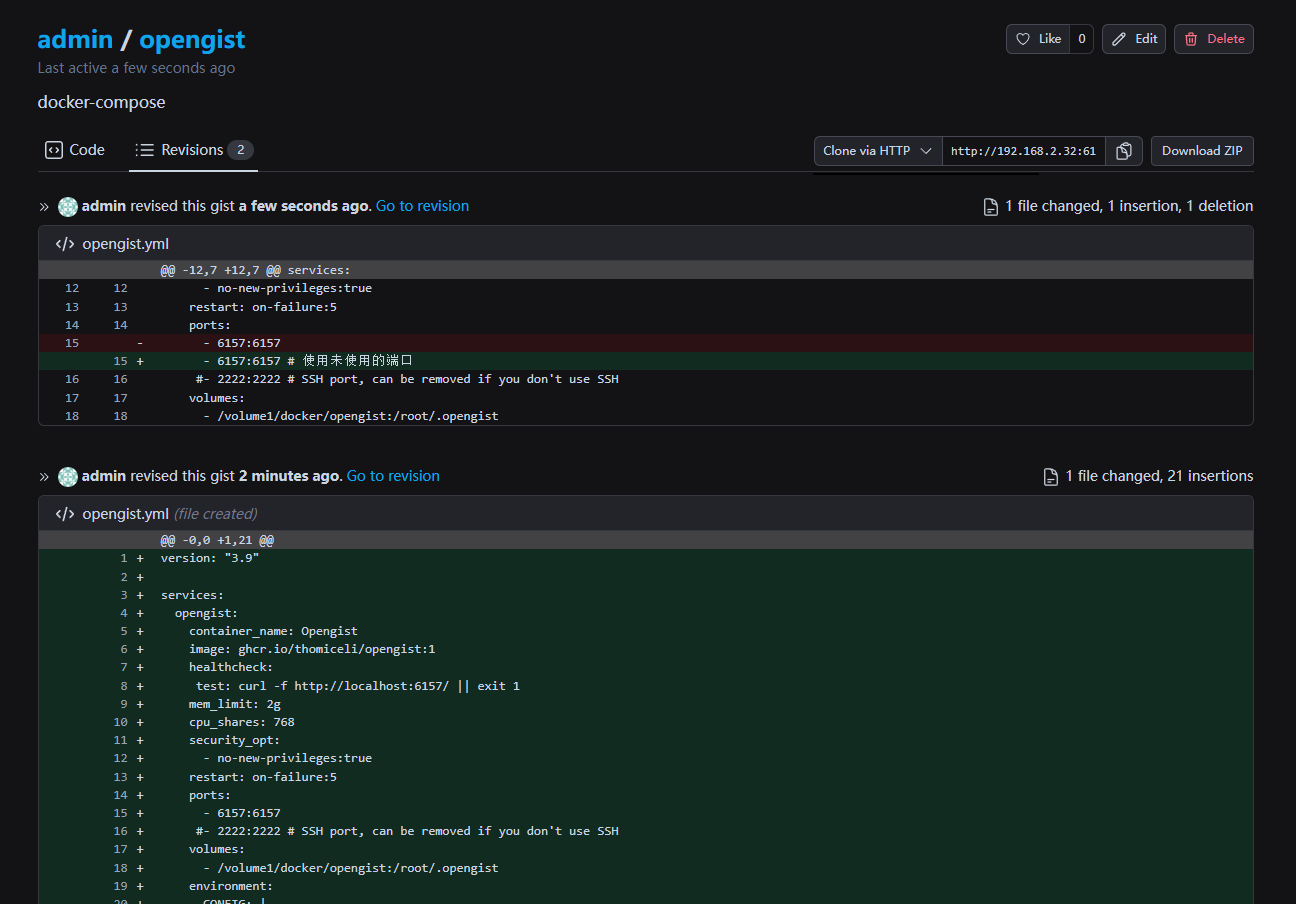 admin / opengist
Like 0 Edit Delete
Last active a few seconds ago
docker-compose
Code Revisions 2 Clone via HTTP http://192.168.2.32:61 Download ZIP
admin revised this gist a few seconds ago. Go to revision 1 file changed, 1 insertion, 1 deletion
opengist.yml
@@ -12,7 +12,7 @@ services:
12 12 - no-new-privileges:true
13 13 restart: on-failure:5
14 14 ports:
15 - - 6157:6157
15 + - 6157:6157 # 使用未使用的端口
16 16 #- 2222:2222 # SSH port, can be removed if you don't use SSH
17 17 volumes:
18 18 - /volume1/docker/opengist:/root/.opengist
admin revised this gist 2 minutes ago. Go to revision 1 file changed, 21 insertions
opengist.yml (file created)
@@ -0,0 +1,21 @@
1 + version: "3.9"
2 +
3 + services:
4 + opengist:
5 + container_name: Opengist
6 + image: ghcr.io/thomiceli/opengist:1
7 + healthcheck:
8 + test: curl -f http://localhost:6157/ || exit 1
9 + mem_limit: 2g
10 + cpu_shares: 768
11 + security_opt:
12 + - no-new-privileges:true
13 + restart: on-failure:5
14 + ports:
15 + - 6157:6157
16 + #- 2222:2222 # SSH port, can be removed if you don't use SSH
17 + volumes:
18 + - /volume1/docker/opengist:/root/.opengist
19 + environment:
20 + CONFIG: |